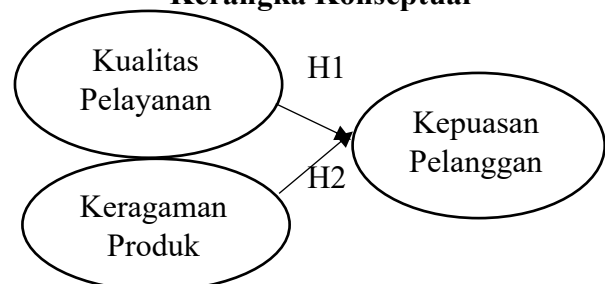 Kerangka Konseptual
Kualitas
Pelayanan
H1
Kepuasan
Pelanggan
H2
Keragaman
Produk